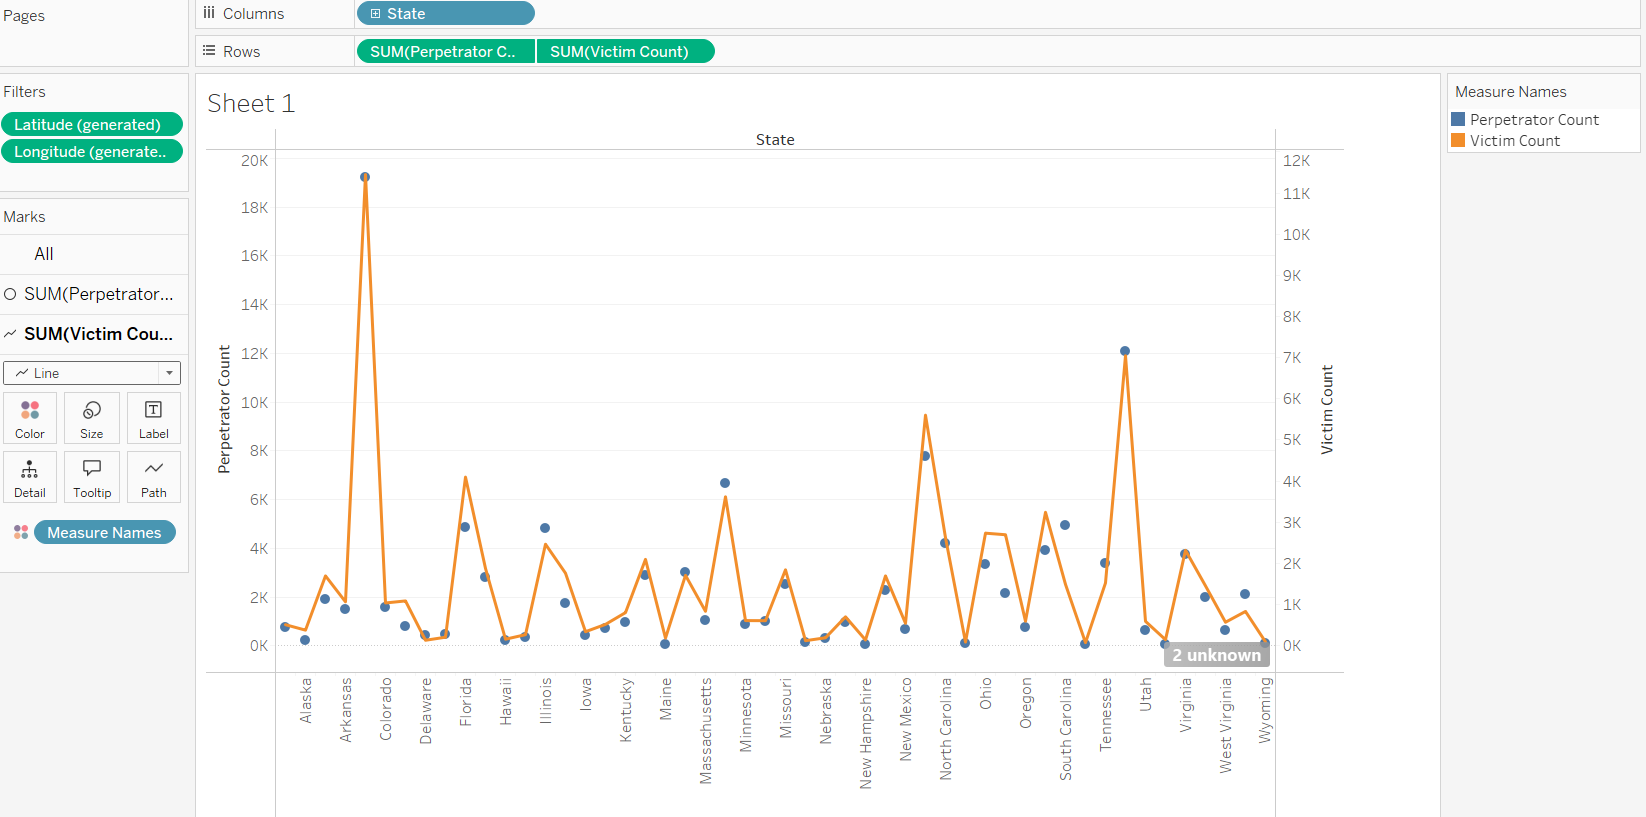 Pages
Columns
State
Rows
SUM(Perpetrator C..
SUM(Victim Count)
Filters
Latitude (generated)
Longitude (generate..
Marks
All
SUM(Perpetrator...
SUM(Victim Cou...
Line
Color
Size
Label
Detail
Tooltip
Path
Measure Names
Sheet 1
State
Perpetrator Count
20K
18K
16K
14K
12K
10K
8K
6K
4K
2K
0K
12K
11K
10K
9K
8K
7K
6K
5K
4K
3K
2K
1K
0K
Victim Count
2 unknown
Alaska
Arkansas
Colorado
Delaware
Florida
Hawaii
Illinois
Iowa
Kentucky
Maine
Massachusetts
Minnesota
Missouri
Nebraska
New Hampshire
New Mexico
North Carolina
Ohio
Oregon
South Carolina
Tennessee
Utah
Virginia
West Virginia
Wyoming
Measure Names
Perpetrator Count
Victim Count